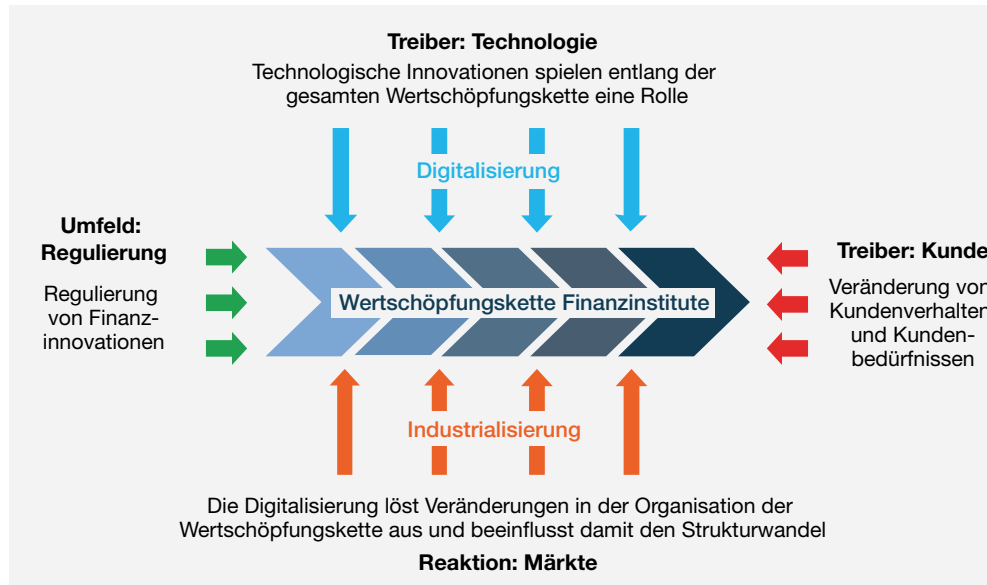 Treiber: Technologie
Technologische Innovationen spielen entlang der
gesamten Wertschöpfungskette eine Rolle
Digitalisierung
Umfeld:
Regulierung
Regulierung
von Finanz-
innovationen
Wertschöpfungskette Finanzinstitute
Treiber: Kunde
Veränderung von
Kundenverhalten
und Kunden-
bedürfnissen
Industrialisierung
Die Digitalisierung löst Veränderungen in der Organisation der
Wertschöpfungskette aus und beeinflusst damit den Strukturwandel
Reaktion: Märkte